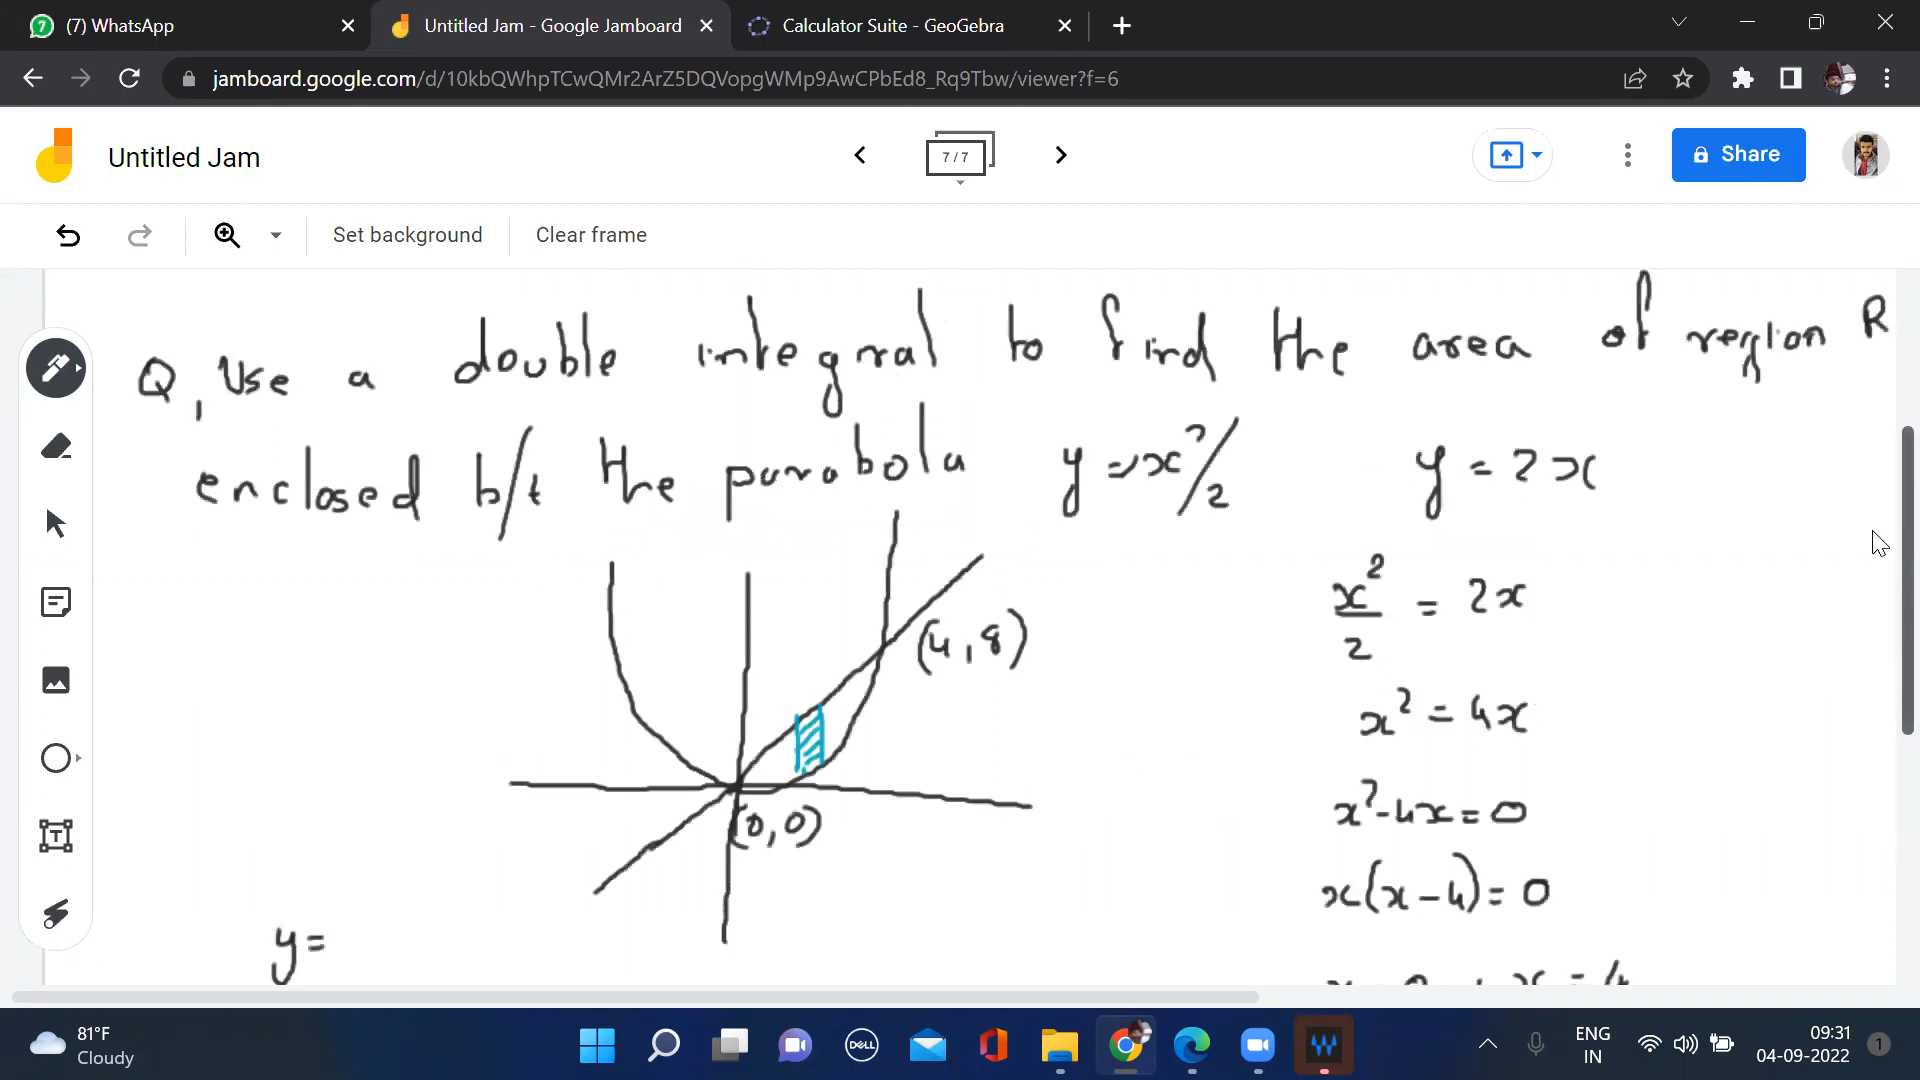 (7) WhatsApp
Untitled Jam - Google Jamboard
Calculator Suite - GeoGebra
jamboard.google.com/d/10kbQWhpTCwQMr2ArZ5DQVopgWMp9AwCPbEd8_Rq9Tbw/viewer?f=6
Untitled Jam
7 / 7
Share
Set background
Clear frame
Q, Use a double integral to find the area of region R
enclosed b/t the parabola y = x²/2 y = 2x
x²/2 = 2x
(4,8)
x² = 4x
x²-4x=0
(0,0)
x(x-4)=0
y=
81°F
Cloudy
DELL
ENG
IN
09:31
04-09-2022
1